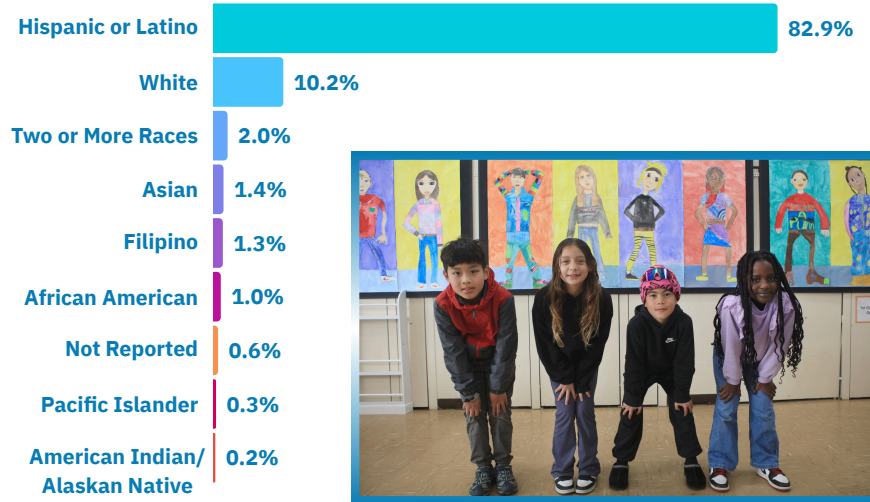 Hispanic or Latino 82.9%
White 10.2%
Two or More Races 2.0%
Asian 1.4%
Filipino 1.3%
African American 1.0%
Not Reported 0.6%
Pacific Islander 0.3%
American Indian/ 0.2%
Alaskan Native